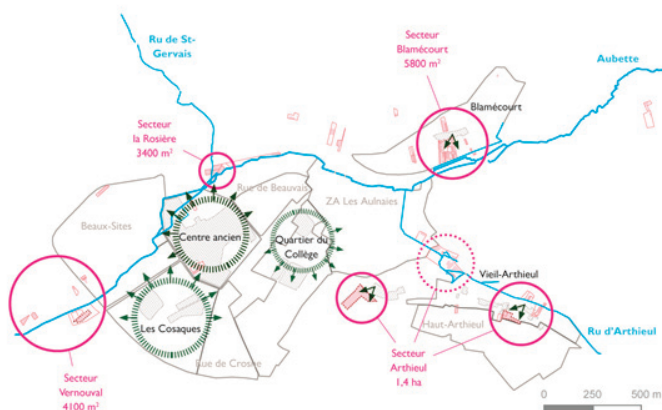 Ru de St-
Gervais
Secteur
Blamécourt
5800 m²
Aubette
Blamécourt
Secteur
la Rosière
3400 m²
Rue de Beauvais
ZA Les Aulnaies
Beaux-Sites
Centre ancien
Quartier du
Collège
Vieil-Arthieul
Les Cosaques
Haut-Arthieul
Ru d'Arthieul
Rue de Crosne
Secteur
Arthieul
1,4 ha
Secteur
Vernouval
4100 m²
0 250 500 m